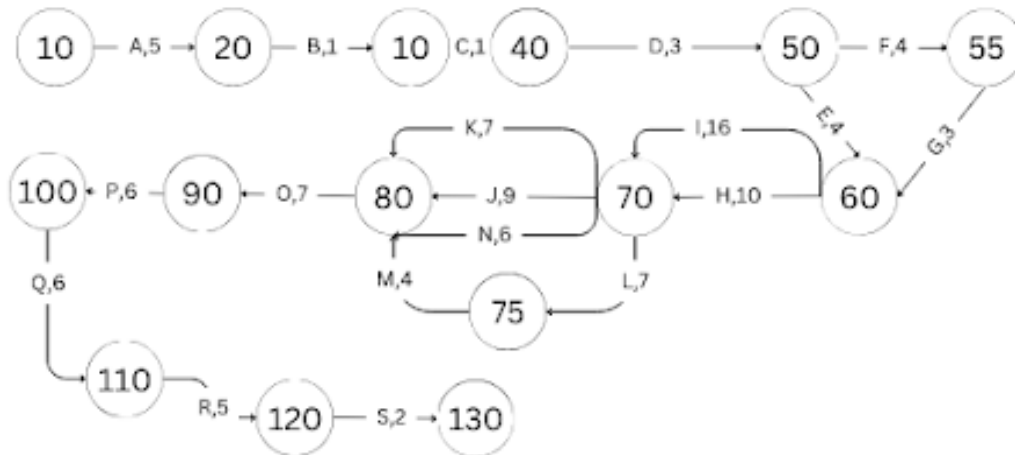 10 A,5 20 B,1 10 C,1 40 D,3 50 F,4 55
E,4 G,3
K,7 I,16
100 P,6 90 O,7 80 J,9 70 H,10 60
N,6
Q,6 M,4 75 L,7
110 R,5 120 S,2 130